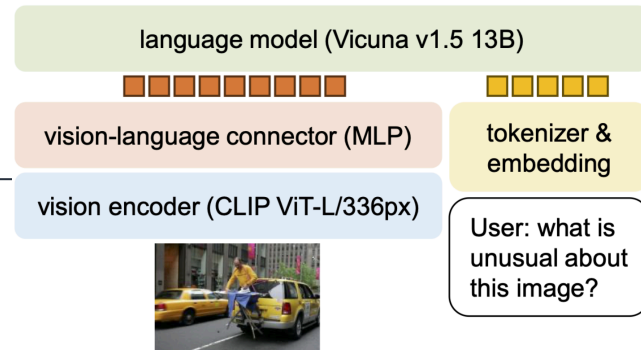 language model (Vicuna v1.5 13B)
vision-language connector (MLP)
tokenizer &
embedding
vision encoder (CLIP ViT-L/336px)
User: what is
unusual about
this image?